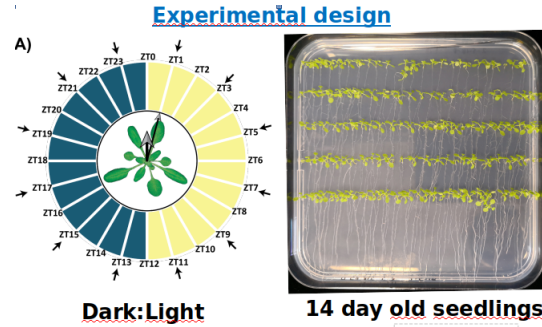 Experimental design
A)
ZT0
ZT1
ZT2
ZT3
ZT4
ZT5
ZT6
ZT7
ZT8
ZT9
ZT10
ZT11
ZT12
ZT13
ZT14
ZT15
ZT16
ZT17
ZT18
ZT19
ZT20
ZT21
ZT22
ZT23
Dark:Light
14 day old seedlings